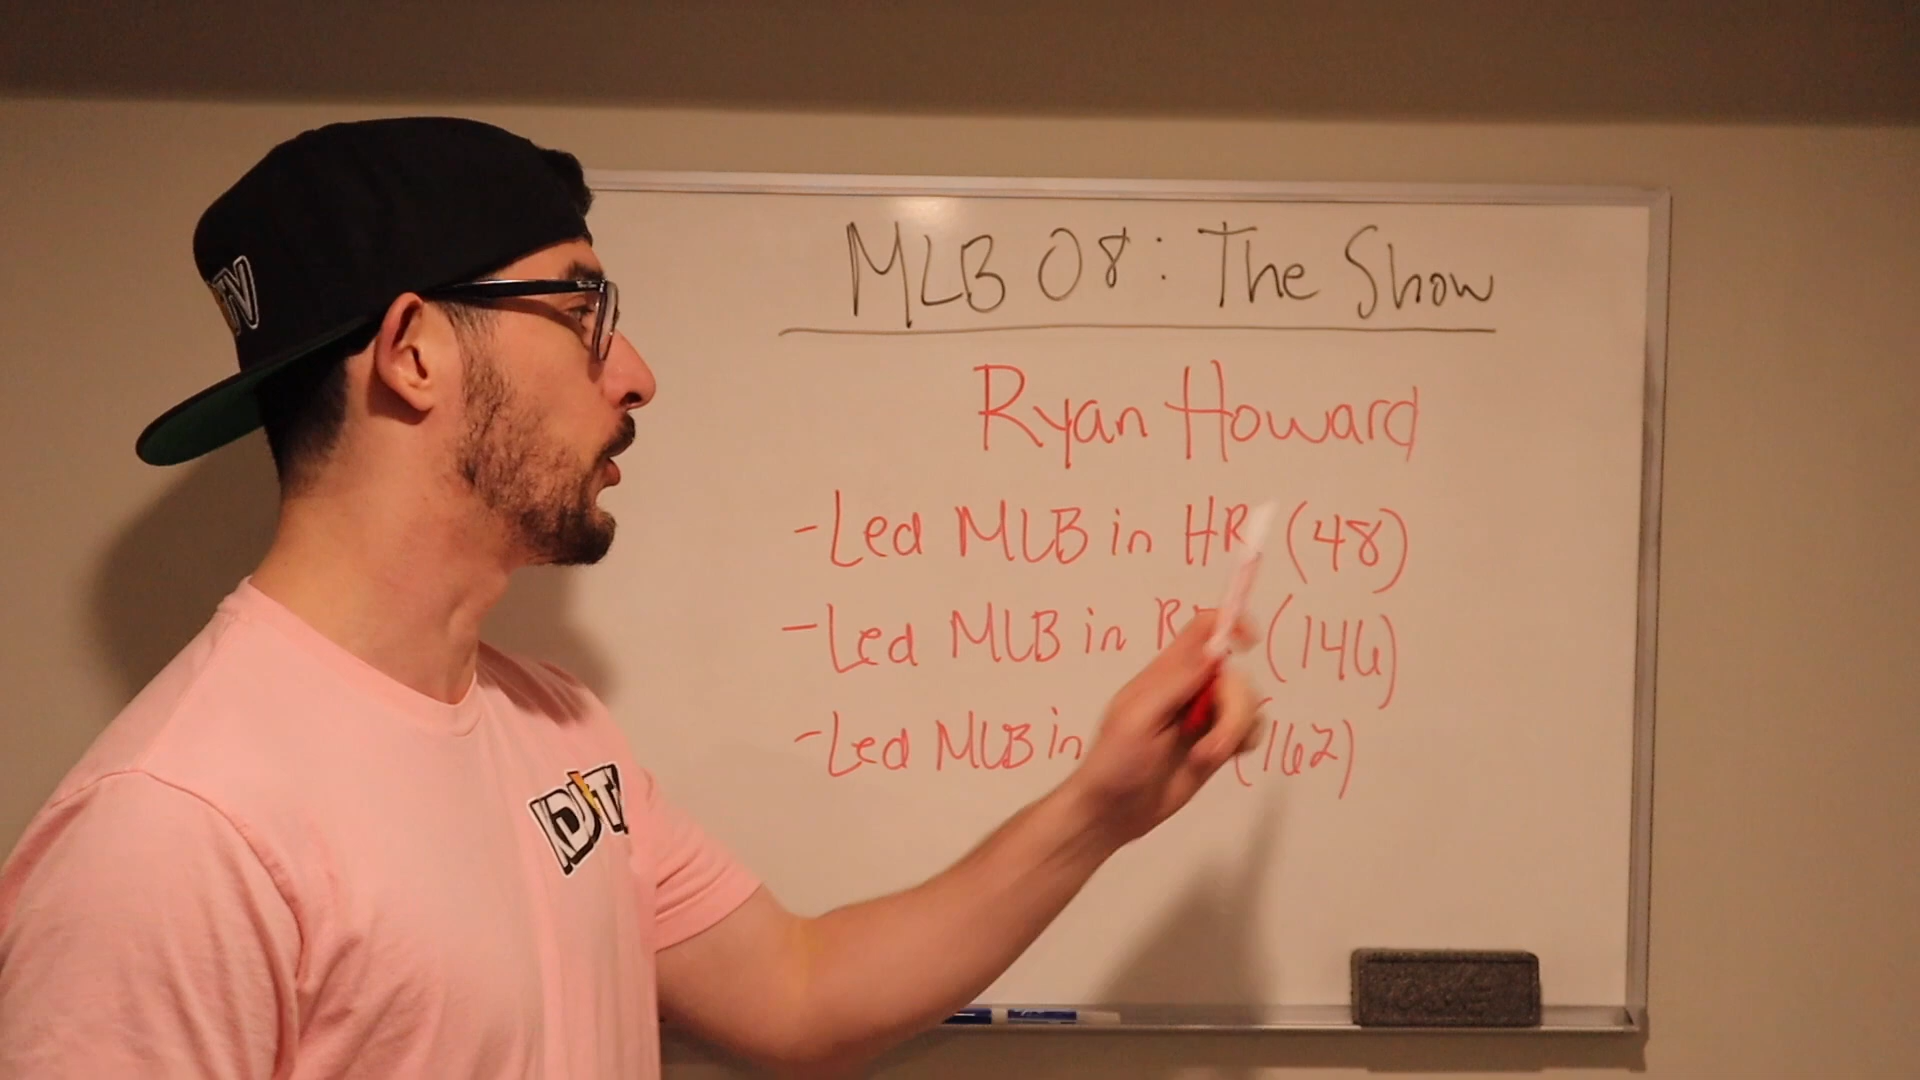 MLB 08: The Show
Ryan Howard
-Led MLB in HR (48)
-Led MLB in (146)
-Led MLB in (162)